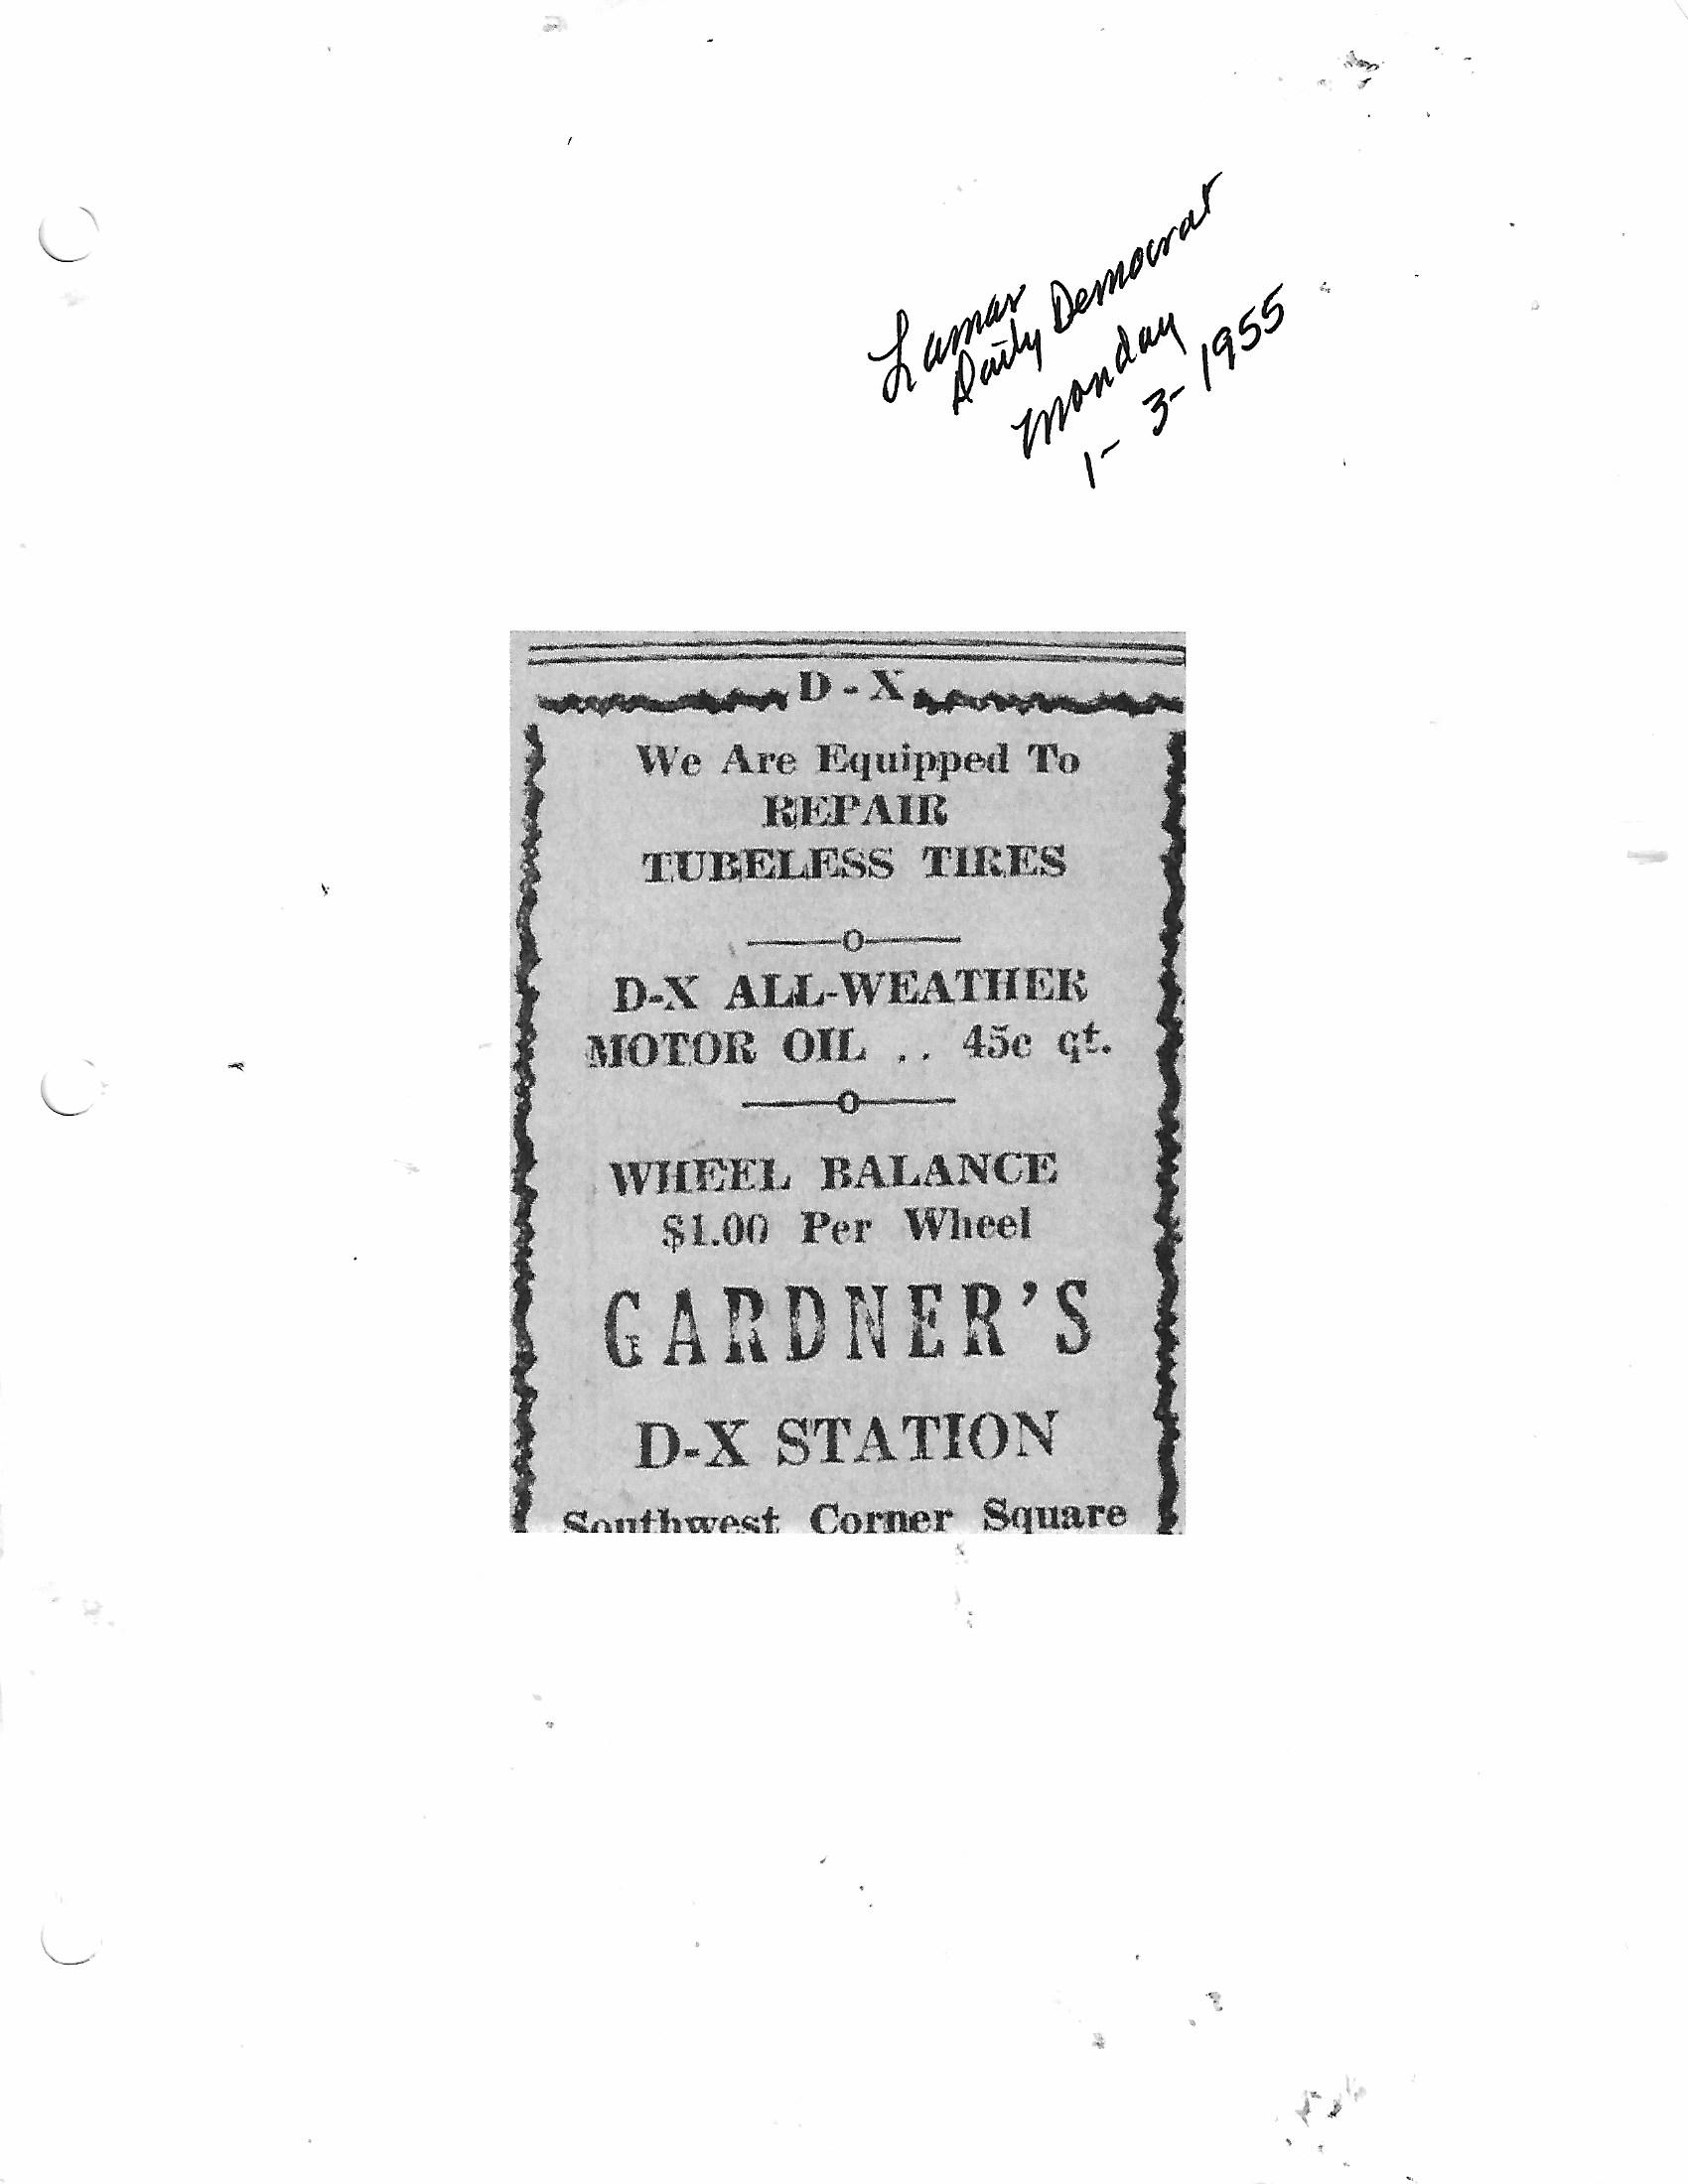 Lamar
Daily Democrat
Monday
1-3-1955
D-X
We Are Equipped To
REPAIR
TUBELESS TIRES
D-X ALL-WEATHER
MOTOR OIL .. 45c qt.
WHEEL BALANCE
$1.00 Per Wheel
GARDNER'S
D-X STATION
Southwest Corner Square